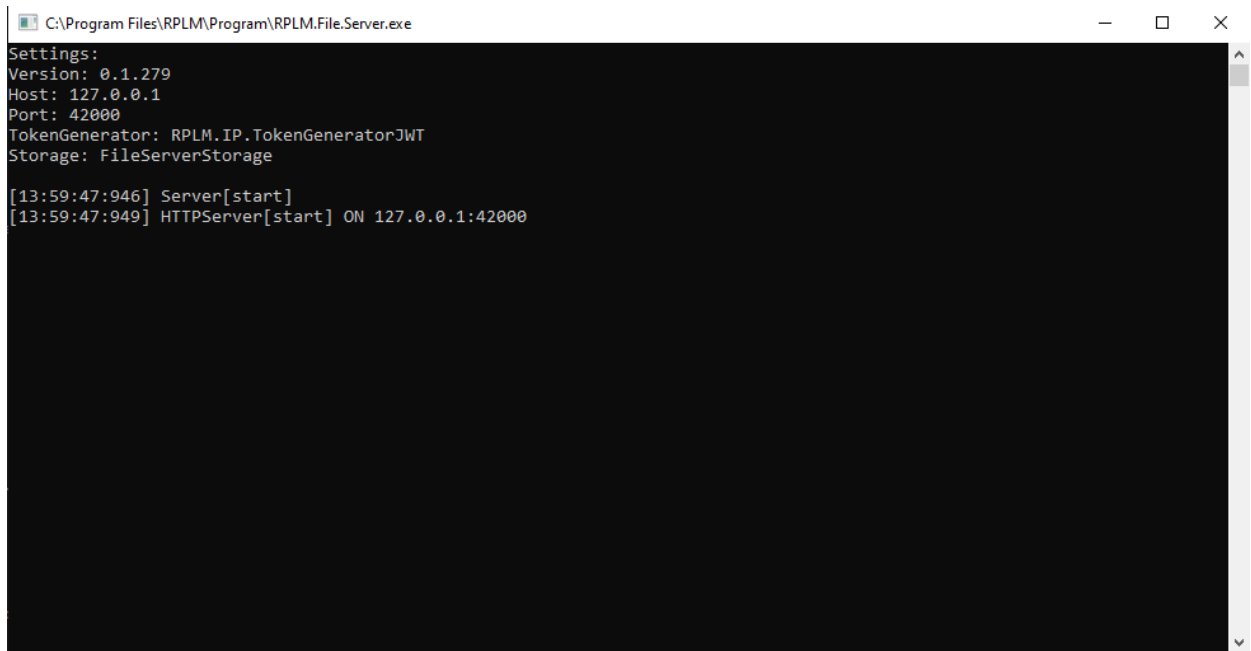 C:\Program Files\RPLM\Program\RPLM.File.Server.exe
Settings:
Version: 0.1.279
Host: 127.0.0.1
Port: 42000
TokenGenerator: RPLM.IP.TokenGeneratorJWT
Storage: FileServerStorage
[13:59:47:946] Server[start]
[13:59:47:949] HTTPServer[start] ON 127.0.0.1:42000